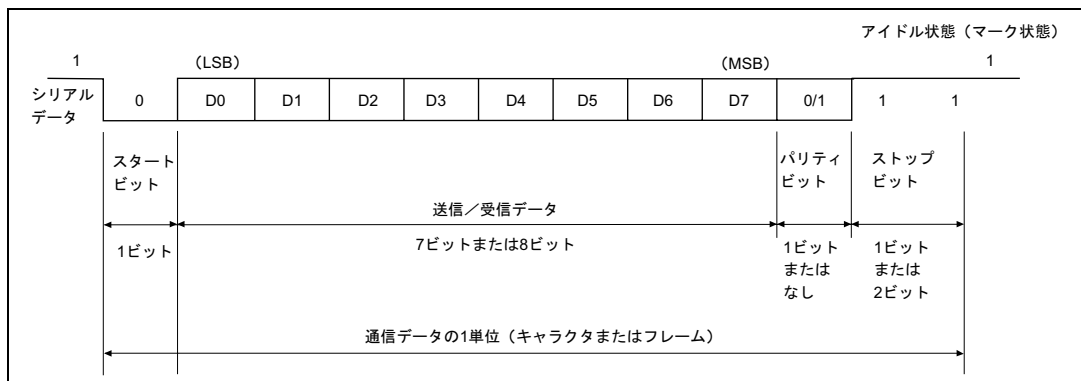 アイドル状態（マーク状態）
1 (LSB) (MSB) 1
シリアル
データ
0 D0 D1 D2 D3 D4 D5 D6 D7 0/1 1 1
スタート
ビット
パリティ
ビット
ストップ
ビット
送信／受信データ
1ビット
7ビットまたは8ビット
1ビット
または
なし
1ビット
または
2ビット
通信データの1単位（キャラクタまたはフレーム）